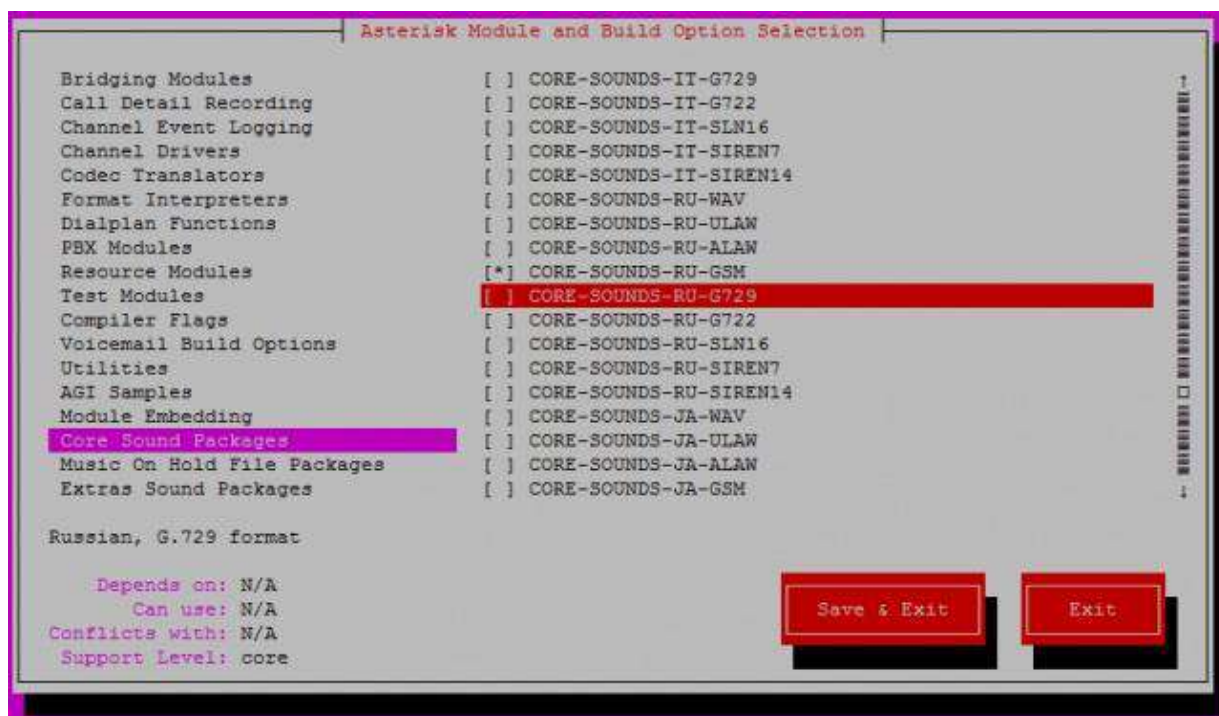 Asterisk Module and Build Option Selection
Bridging Modules [ ] CORE-SOUNDS-IT-G729
Call Detail Recording [ ] CORE-SOUNDS-IT-G722
Channel Event Logging [ ] CORE-SOUNDS-IT-SLN16
Channel Drivers [ ] CORE-SOUNDS-IT-SIREN7
Codec Translators [ ] CORE-SOUNDS-IT-SIREN14
Format Interpreters [ ] CORE-SOUNDS-RU-WAV
Dialplan Functions [ ] CORE-SOUNDS-RU-ULAW
PBX Modules [ ] CORE-SOUNDS-RU-ALAW
Resource Modules [*] CORE-SOUNDS-RU-GSM
Test Modules [ ] CORE-SOUNDS-RU-G729
Compiler Flags [ ] CORE-SOUNDS-RU-G722
Voicemail Build Options [ ] CORE-SOUNDS-RU-SLN16
Utilities [ ] CORE-SOUNDS-RU-SIREN7
AGI Samples [ ] CORE-SOUNDS-RU-SIREN14
Module Embedding [ ] CORE-SOUNDS-JA-WAV
Core Sound Packages [ ] CORE-SOUNDS-JA-ULAW
Music On Hold File Packages [ ] CORE-SOUNDS-JA-ALAW
Extras Sound Packages [ ] CORE-SOUNDS-JA-GSM
Russian, G.729 format
Depends on: N/A
Can use: N/A
Conflicts with: N/A
Support Level: core
Save & Exit Exit